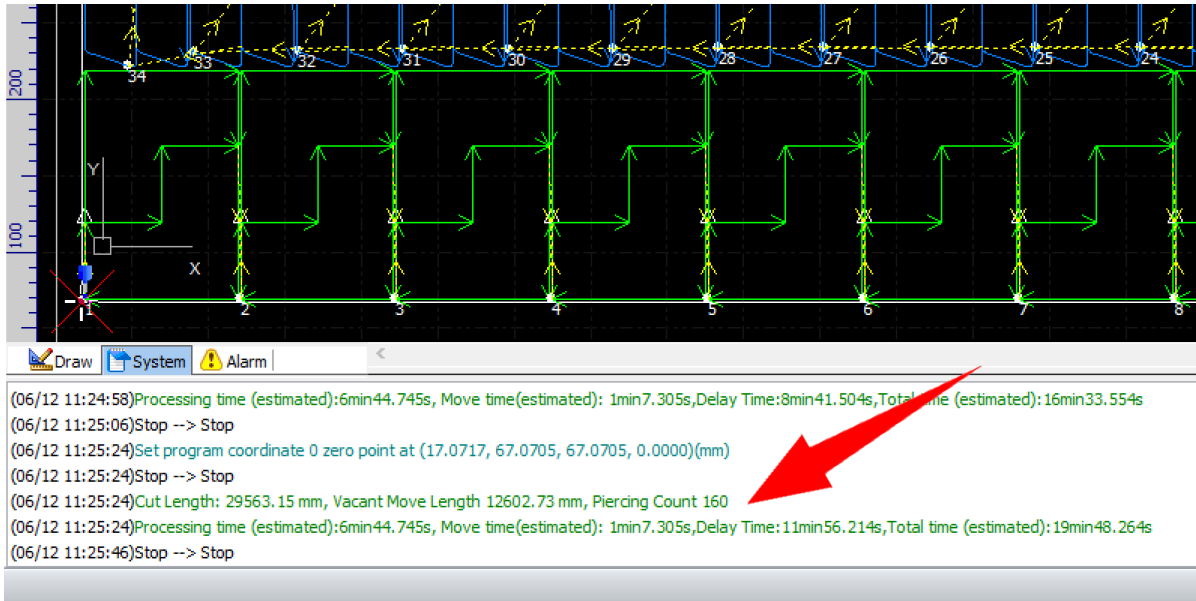 34 33 32 31 30 29 28 27 26 25 24
200
Y
100
X
1 2 3 4 5 6 7 8
Draw System Alarm
(06/12 11:24:58)Processing time (estimated):6min44.745s, Move time(estimated): 1min7.305s,Delay Time:8min41.504s,Total time (estimated):16min33.554s
(06/12 11:25:06)Stop --> Stop
(06/12 11:25:24)Set program coordinate 0 zero point at (17.0717, 67.0705, 67.0705, 0.0000)(mm)
(06/12 11:25:24)Stop --> Stop
(06/12 11:25:24)Cut Length: 29563.15 mm, Vacant Move Length 12602.73 mm, Piercing Count 160
(06/12 11:25:24)Processing time (estimated):6min44.745s, Move time(estimated): 1min7.305s,Delay Time:11min56.214s,Total time (estimated):19min48.264s
(06/12 11:25:46)Stop --> Stop